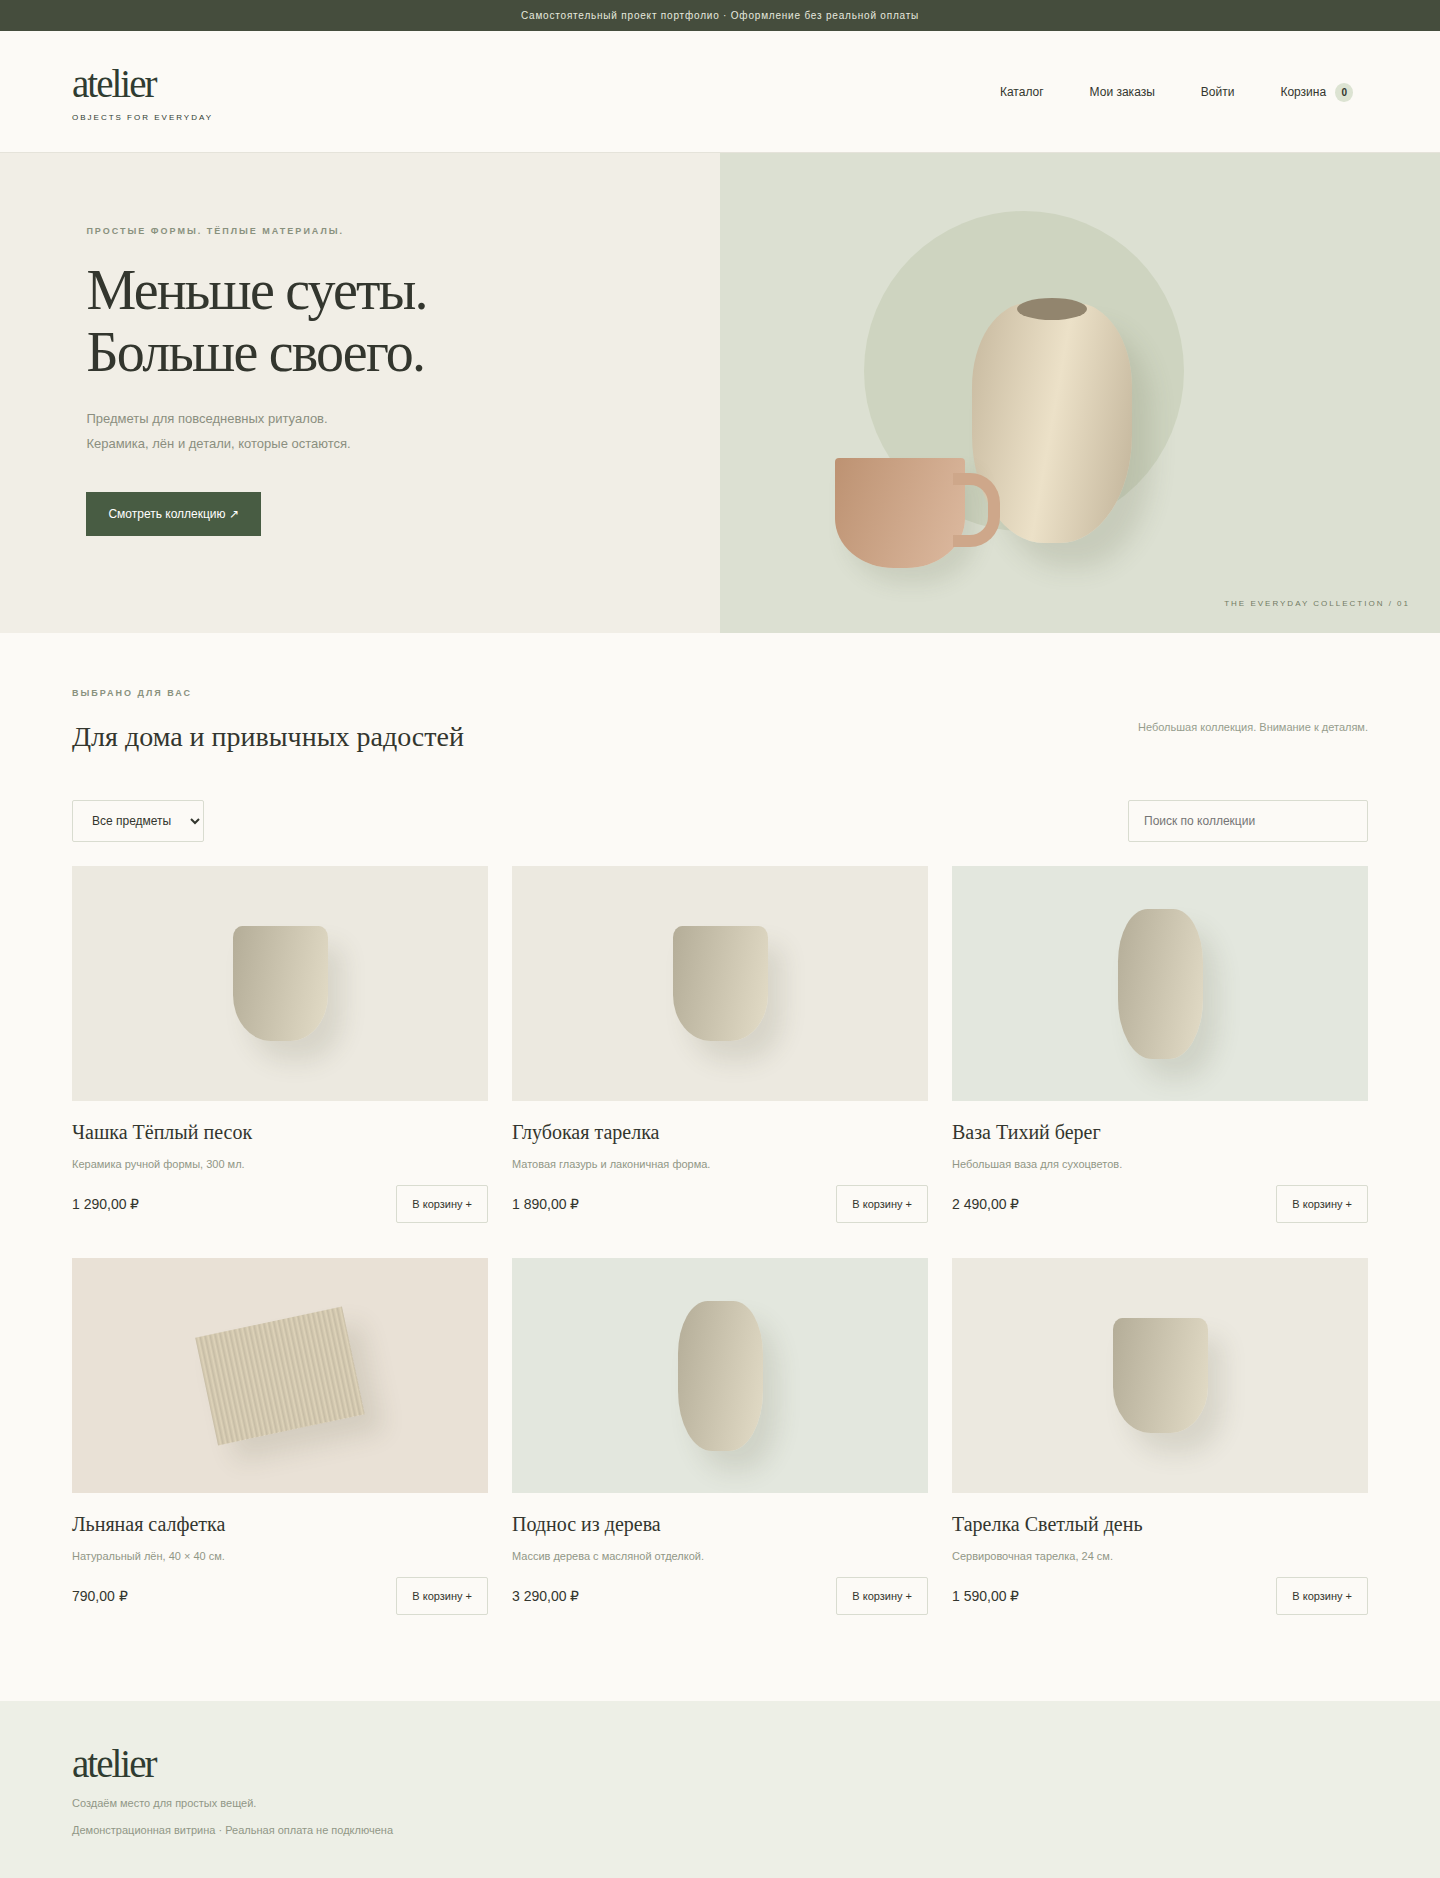 Самостоятельный проект портфолио · Оформление без реальной оплаты
atelier
OBJECTS FOR EVERYDAY
Каталог Мои заказы Войти Корзина 0
ПРОСТЫЕ ФОРМЫ. ТЁПЛЫЕ МАТЕРИАЛЫ.
Меньше суеты.
Больше своего.
Предметы для повседневных ритуалов.
Керамика, лён и детали, которые остаются.
Смотреть коллекцию ↗
THE EVERYDAY COLLECTION / 01
ВЫБРАНО ДЛЯ ВАС
Для дома и привычных радостей
Небольшая коллекция. Внимание к деталям.
Все предметы
Поиск по коллекции
Чашка Тёплый песок
Керамика ручной формы, 300 мл.
1 290,00 ₽
В корзину +
Глубокая тарелка
Матовая глазурь и лаконичная форма.
1 890,00 ₽
В корзину +
Ваза Тихий берег
Небольшая ваза для сухоцветов.
2 490,00 ₽
В корзину +
Льняная салфетка
Натуральный лён, 40 × 40 см.
790,00 ₽
В корзину +
Поднос из дерева
Массив дерева с масляной отделкой.
3 290,00 ₽
В корзину +
Тарелка Светлый день
Сервировочная тарелка, 24 см.
1 590,00 ₽
В корзину +
atelier
Создаём место для простых вещей.
Демонстрационная витрина · Реальная оплата не подключена